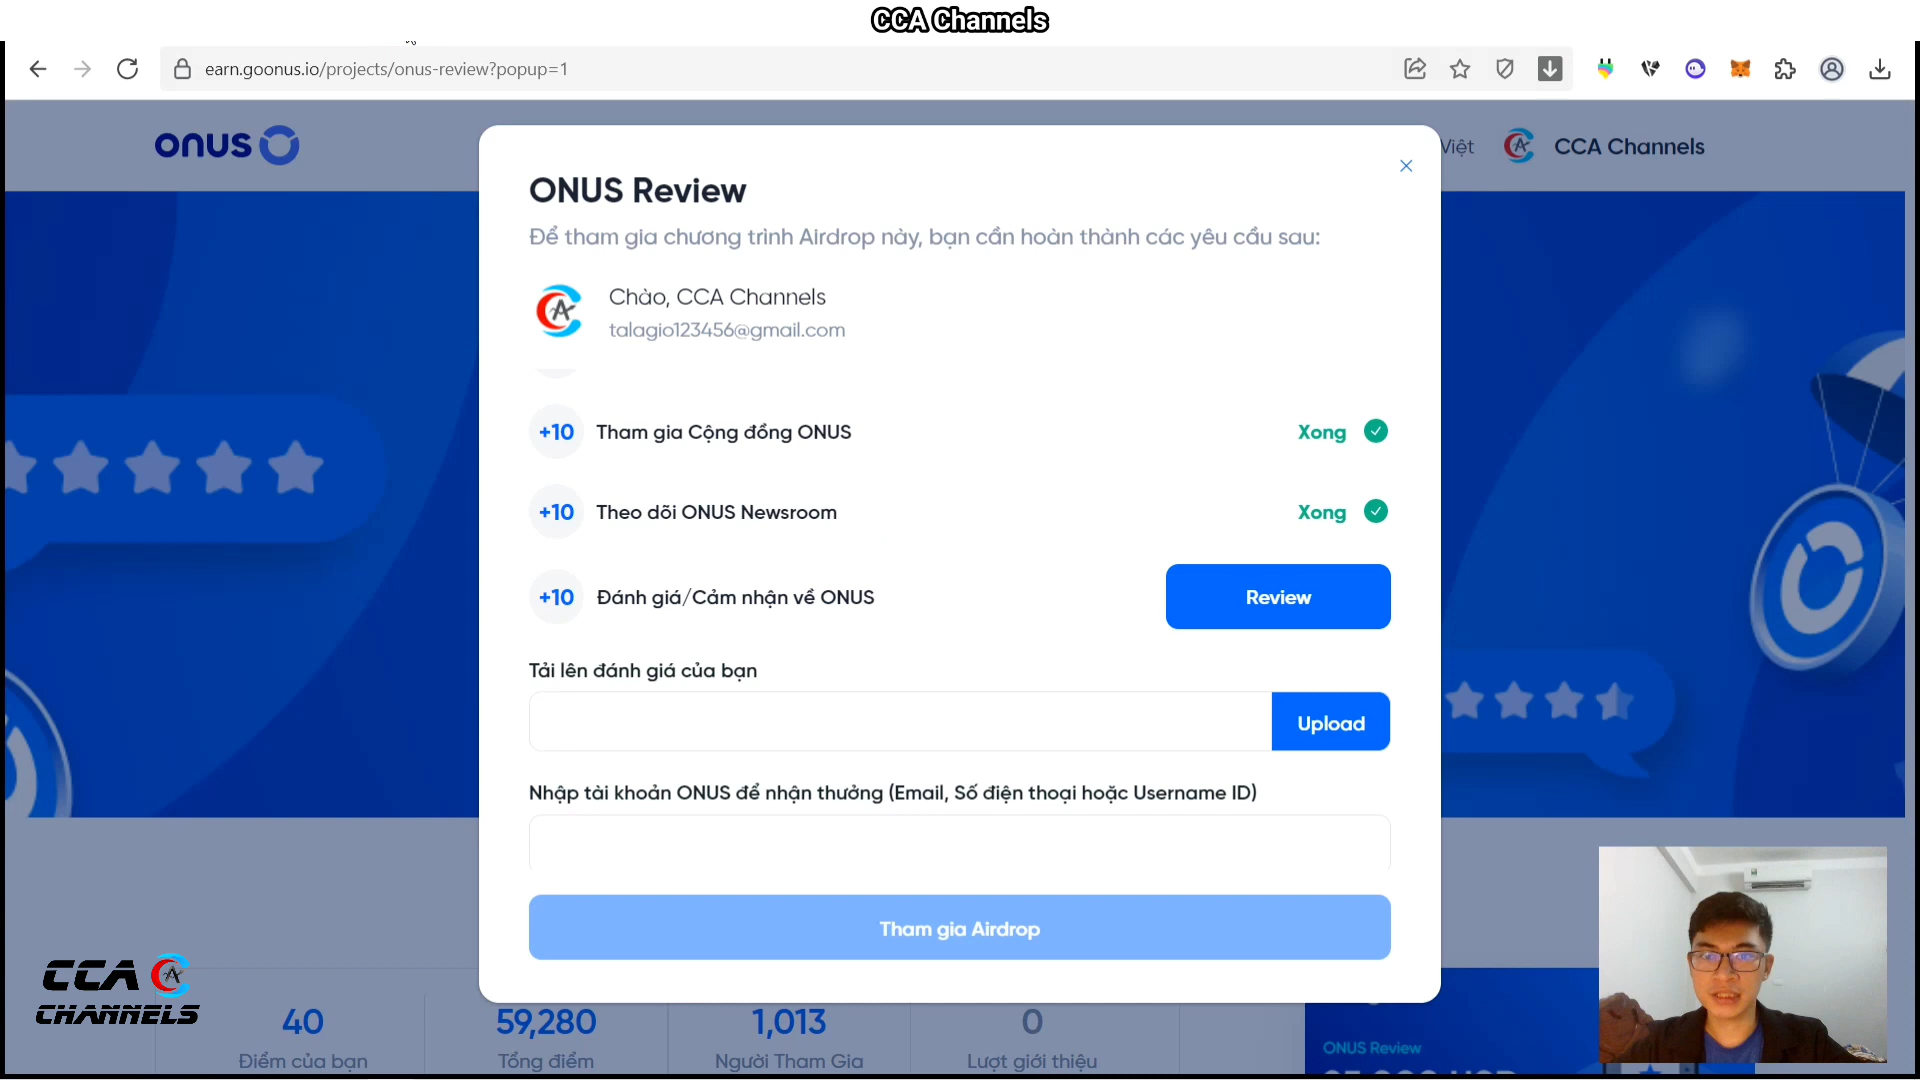 CCA Channels
earn.goonus.io/projects/onus-review?popup=1
onus
Việt
CCA Channels
ONUS Review
Để tham gia chương trình Airdrop này, bạn cần hoàn thành các yêu cầu sau:
Chào, CCA Channels
talagio123456@gmail.com
+10 Tham gia Cộng đồng ONUS Xong
+10 Theo dõi ONUS Newsroom Xong
+10 Đánh giá/Cảm nhận về ONUS Review
Tải lên đánh giá của bạn
Upload
Nhập tài khoản ONUS để nhận thưởng (Email, Số điện thoại hoặc Username ID)
Tham gia Airdrop
CCA
CHANNELS
40 59,280 1,013 0
Điểm của bạn Tổng điểm Người Tham Gia Lượt giới thiệu
ONUS Review